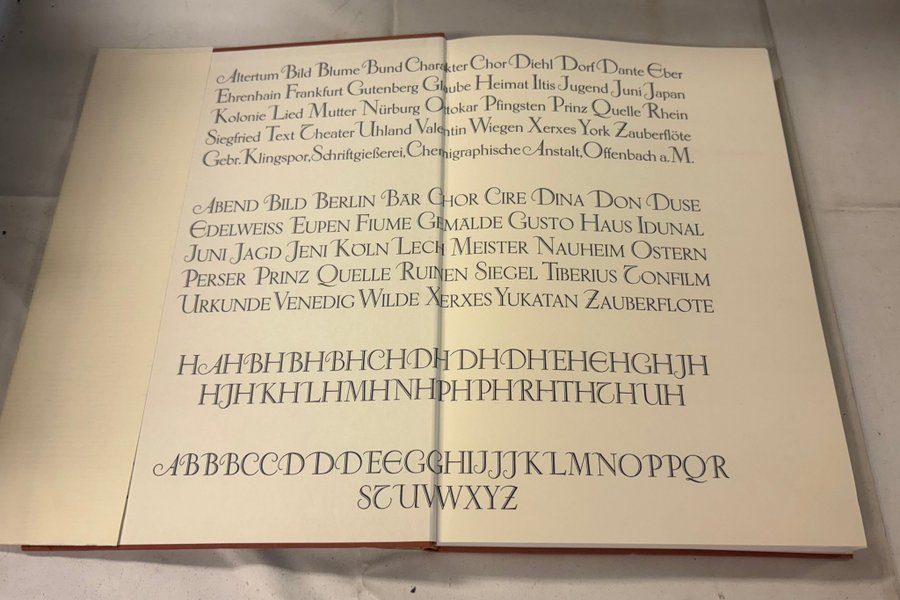 Altertum Bild Blume Bund Charakter Chor Diehl Dorf Dante Eber
Ehrenhain Frankfurt Gutenberg Glaube Heimat Iltis Jugend Juni Japan
Kolonie Lied Mutter Nürburg Ottokar Pfingsten Prinz Quelle Rhein
Siegfried Text Theater Uhland Valentin Wiegen Xerxes York Zauberflöte
Gebr. Klingspor, Schriftgießerei, Chemigraphische Anstalt, Offenbach a. M.
ABEND BILD BERLIN BÄR CHOR CIRE DINA DON DUSE
EDELWEISS EUPEN FIUME GEMÄLDE GUSTO HAUS IDUNAL
JUNI JAGD JENI KÖLN LECH MEISTER NAUHEIM OSTERN
PERSER PRINZ QUELLE RUINEN SIEGEL TIBERIUS TONFILM
URKUNDE VENEDIG WILDE XERXES YUKATAN ZAUBERFLÖTE
HAHBHBHBHCHDHDHDHEHEHGHJH
HJHKHLHMHNHPHPHRHTHTHUH
ABBBCCDDDEEGGHIJJJKLMNOPPQR
STUVWXYZ